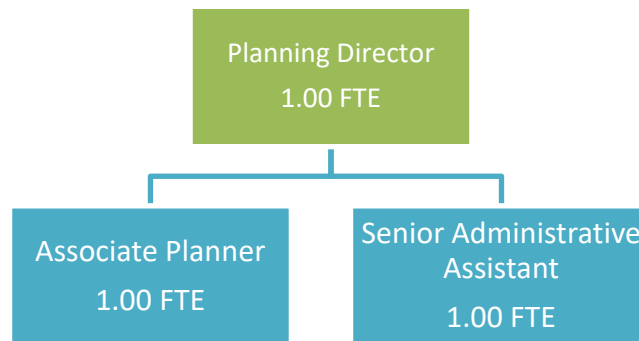 Planning Director
1.00 FTE
Associate Planner
1.00 FTE
Senior Administrative
Assistant
1.00 FTE